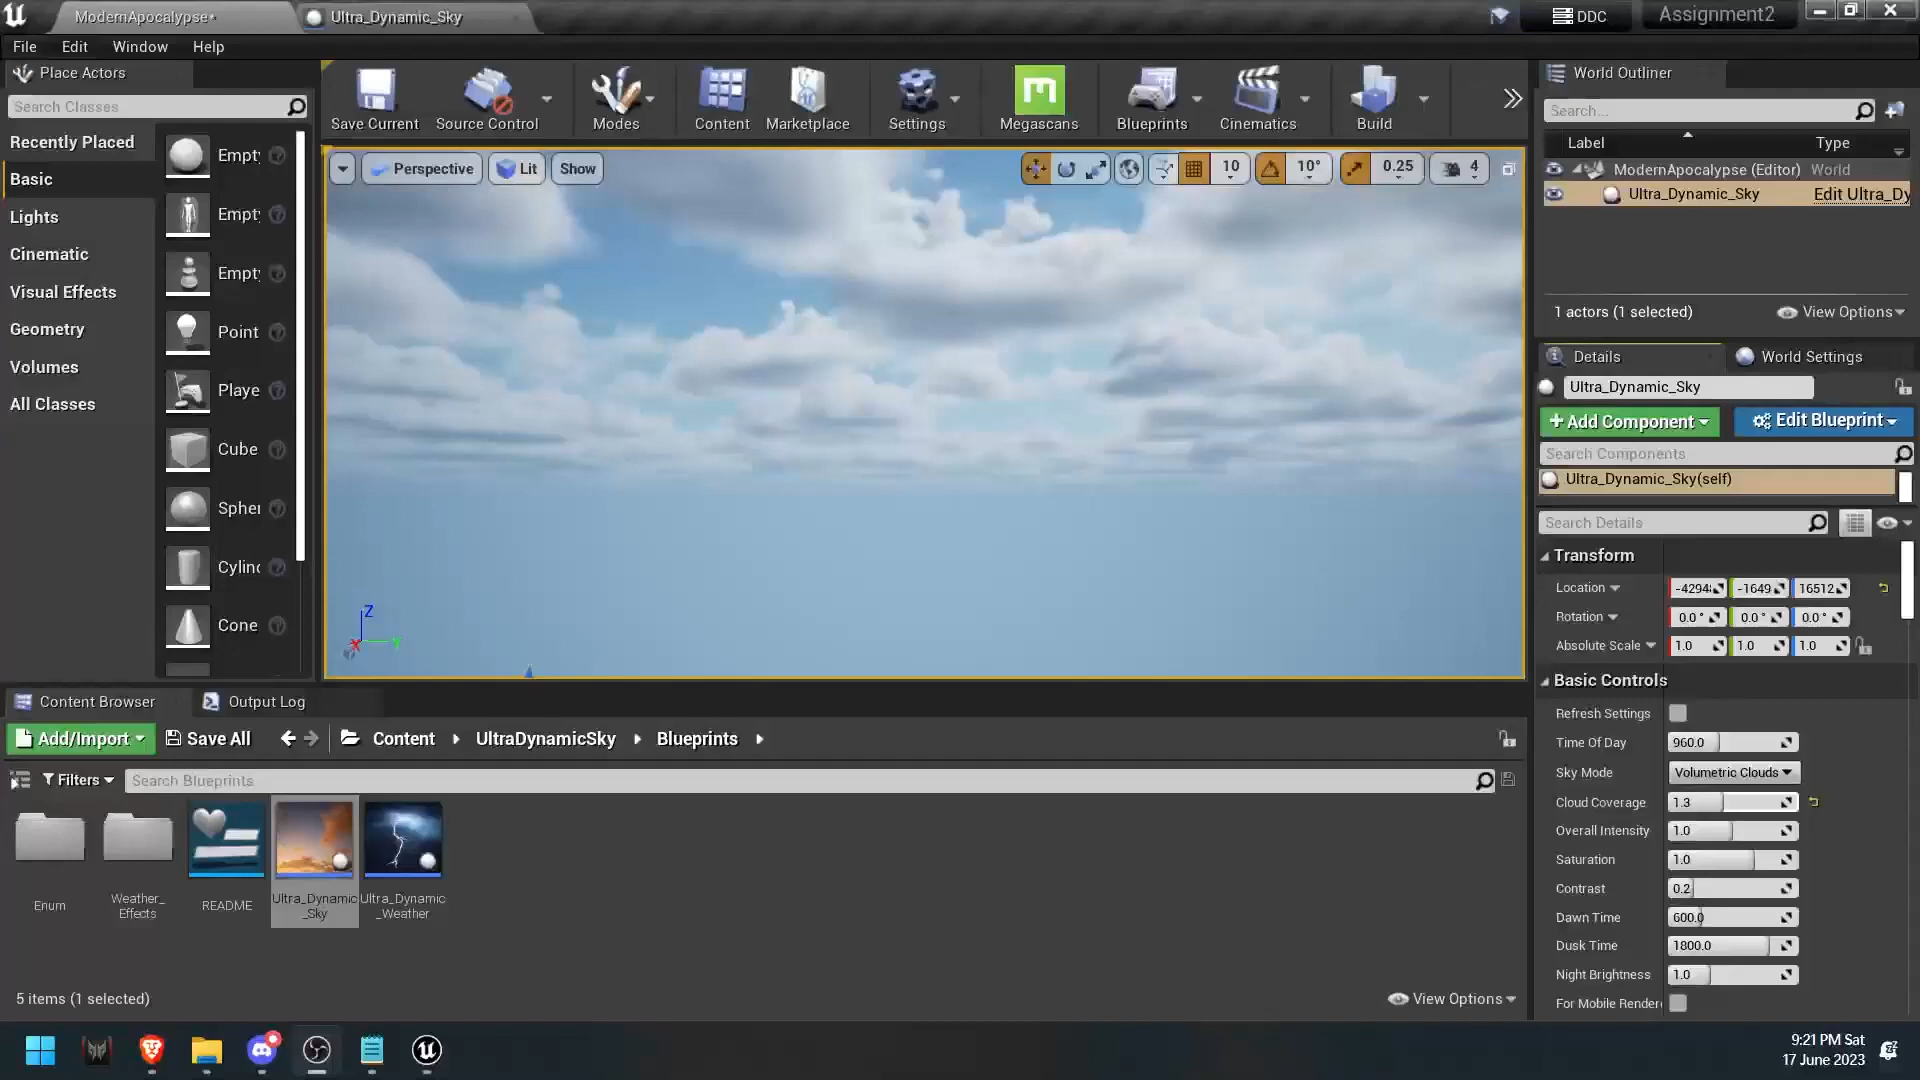 ModernApocalypse*
Ultra_Dynamic_Sky
DDC
Assignment2
File Edit Window Help
Place Actors
Search Classes
Recently Placed
Basic
Lights
Cinematic
Visual Effects
Geometry
Volumes
All Classes
Empty
Empty
Empty
Point
Playe
Cube
Spher
Cylind
Cone
Save Current
Source Control
Modes
Content
Marketplace
Settings
Megascans
Blueprints
Cinematics
Build
Perspective
Lit
Show
10
10°
0.25
4
Z
X
Y
World Outliner
Search...
Label Type
ModernApocalypse (Editor) World
Ultra_Dynamic_Sky Edit Ultra_Dy
1 actors (1 selected)
View Options
Details
World Settings
Ultra_Dynamic_Sky
+Add Component
Edit Blueprint
Search Components
Ultra_Dynamic_Sky(self)
Search Details
Transform
Location -4294 -1649 16512
Rotation 0.0° 0.0° 0.0°
Absolute Scale 1.0 1.0 1.0
Basic Controls
Refresh Settings
Time Of Day 960.0
Sky Mode Volumetric Clouds
Cloud Coverage 1.3
Overall Intensity 1.0
Saturation 1.0
Contrast 0.2
Dawn Time 600.0
Dusk Time 1800.0
Night Brightness 1.0
For Mobile Rendere
Content Browser
Output Log
Add/Import
Save All
Content
UltraDynamicSky
Blueprints
Filters
Search Blueprints
Enum
Weather_
Effects
README
Ultra_Dynamic
_Sky
Ultra_Dynamic
_Weather
5 items (1 selected)
View Options
9:21 PM Sat
17 June 2023